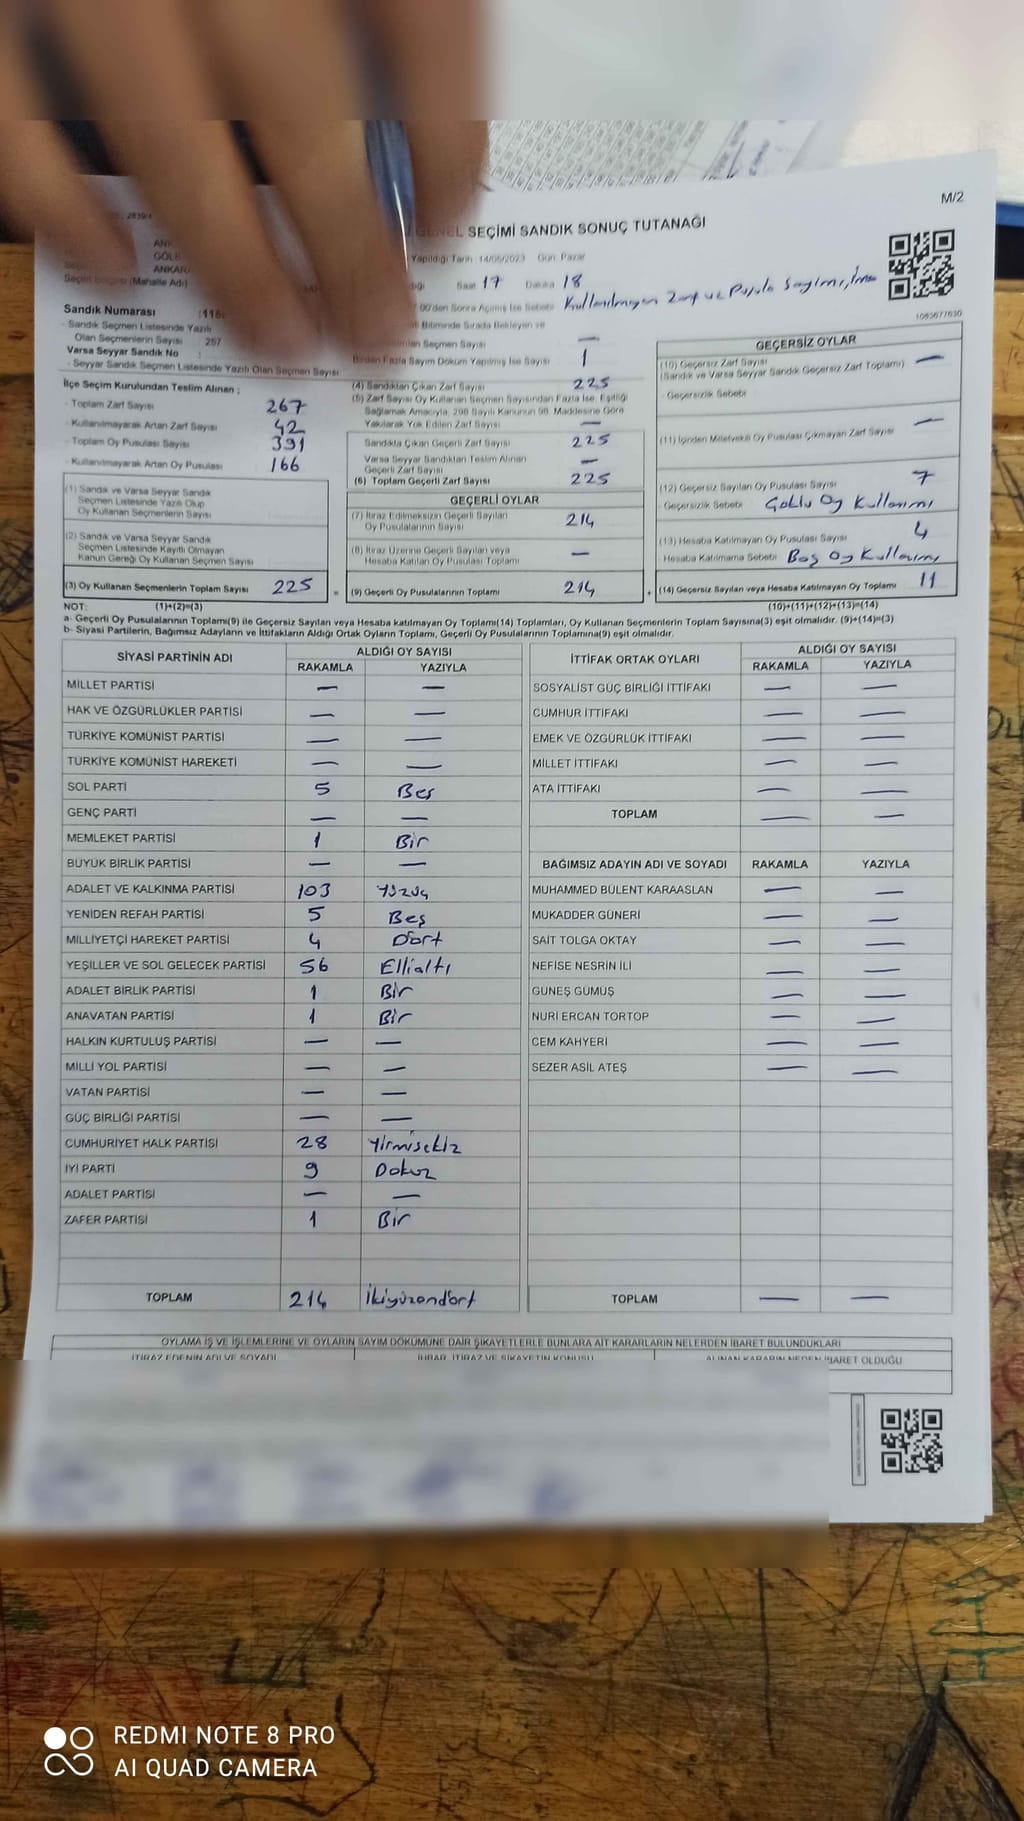 M/2
GENEL SEÇİMİ SANDIK SONUÇ TUTANAĞI
Yapıldığı Tarih 14/05/2023 Gün: Pazar
Saat 17 Dakika 18
Kullanılmayan Zarf ve Pusula Sayımı,
1083677630
Sandık Numarası
- Sandık Seçmen Listesinde Yazılı
Olan Seçmenlerin Sayısı 257
Varsa Seyyar Sandık No :
- Seyyar Sandık Seçmen Listesinde Yazılı Olan Seçmen Sayısı
İlçe Seçim Kurulundan Teslim Alınan ;
- Toplam Zarf Sayısı 267
- Kullanılmayarak Artan Zarf Sayısı 42
- Toplam Oy Pusulası Sayısı 391
- Kullanılmayarak Artan Oy Pusulası 166
(1) Sandık ve Varsa Seyyar Sandık
Seçmen Listesinde Yazılı Olup
Oy Kullanan Seçmenlerin Sayısı
(2) Sandık ve Varsa Seyyar Sandık
Seçmen Listesinde Kayıtlı Olmayan
Kanun Gereği Oy Kullanan Seçmen Sayısı
(3) Oy Kullanan Seçmenlerin Toplam Sayısı 225 =
Bitiminde Sırada Bekleyen ve
Seçmen Sayısı —
Birden Fazla Sayım Döküm Yapılmış İse Sayısı 1
(4) Sandıktan Çıkan Zarf Sayısı 225
(5) Zarf Sayısı Oy Kullanan Seçmen Sayısından Fazla İse, Eşitliği
Sağlamak Amacıyla, 298 Sayılı Kanunun 98. Maddesine Göre
Yakılarak Yok Edilen Zarf Sayısı —
Sandıkta Çıkan Geçerli Zarf Sayısı 225
Varsa Seyyar Sandıktan Teslim Alınan
Geçerli Zarf Sayısı —
(6) Toplam Geçerli Zarf Sayısı 225
GEÇERLİ OYLAR
(7) İtiraz Edilmeksizin Geçerli Sayılan
Oy Pusulalarının Sayısı 214
(8) İtiraz Üzerine Geçerli Sayılan veya
Hesaba Katılan Oy Pusulası Toplamı —
(9) Geçerli Oy Pusulalarının Toplamı 214 +
GEÇERSİZ OYLAR
(10) Geçersiz Zarf Sayısı —
(Sandık ve Varsa Seyyar Sandık Geçersiz Zarf Toplamı)
- Geçersizlik Sebebi
(11) İçinden Milletvekili Oy Pusulası Çıkmayan Zarf Sayısı —
(12) Geçersiz Sayılan Oy Pusulası Sayısı 7
- Geçersizlik Sebebi Çoklu Oy Kullanımı
(13) Hesaba Katılmayan Oy Pusulası Sayısı 4
- Hesaba Katılmama Sebebi Boş Oy Kullanımı
(14) Geçersiz Sayılan veya Hesaba Katılmayan Oy Toplamı 11
NOT: (1)+(2)=(3) (10)+(11)+(12)+(13)=(14)
a- Geçerli Oy Pusulalarının Toplamı(9) ile Geçersiz Sayılan veya Hesaba katılmayan Oy Toplamı(14) Toplamları, Oy Kullanan Seçmenlerin Toplam Sayısına(3) eşit olmalıdır. (9)+(14)=(3)
b- Siyasi Partilerin, Bağımsız Adayların ve İttifakların Aldığı Ortak Oyların Toplamı, Geçerli Oy Pusulalarının Toplamına(9) eşit olmalıdır.
SİYASİ PARTİNİN ADI ALDIĞI OY SAYISI
RAKAMLA YAZIYLA
MİLLET PARTİSİ — —
HAK VE ÖZGÜRLÜKLER PARTİSİ — —
TÜRKİYE KOMÜNİST PARTİSİ — —
TÜRKİYE KOMÜNİST HAREKETİ — —
SOL PARTİ 5 Beş
GENÇ PARTİ — —
MEMLEKET PARTİSİ 1 Bir
BÜYÜK BİRLİK PARTİSİ — —
ADALET VE KALKINMA PARTİSİ 103 Yüzüç
YENİDEN REFAH PARTİSİ 5 Beş
MİLLİYETÇİ HAREKET PARTİSİ 4 Dört
YEŞİLLER VE SOL GELECEK PARTİSİ 56 Ellialtı
ADALET BİRLİK PARTİSİ 1 Bir
ANAVATAN PARTİSİ 1 Bir
HALKIN KURTULUŞ PARTİSİ — —
MİLLİ YOL PARTİSİ — —
VATAN PARTİSİ — —
GÜÇ BİRLİĞİ PARTİSİ — —
CUMHURİYET HALK PARTİSİ 28 Yirmisekiz
İYİ PARTİ 9 Dokuz
ADALET PARTİSİ — —
ZAFER PARTİSİ 1 Bir
TOPLAM 214 İkiyüzondört
İTTİFAK ORTAK OYLARI ALDIĞI OY SAYISI
RAKAMLA YAZIYLA
SOSYALİST GÜÇ BİRLİĞİ İTTİFAKI — —
CUMHUR İTTİFAKI — —
EMEK VE ÖZGÜRLÜK İTTİFAKI — —
MİLLET İTTİFAKI — —
ATA İTTİFAKI — —
TOPLAM — —
BAĞIMSIZ ADAYIN ADI VE SOYADI RAKAMLA YAZIYLA
MUHAMMED BÜLENT KARAASLAN — —
MUKADDER GÜNERİ — —
SAİT TOLGA OKTAY — —
NEFİSE NESRİN İLİ — —
GÜNEŞ GÜMÜŞ — —
NURİ ERCAN TORTOP — —
CEM KAHYERİ — —
SEZER ASİL ATEŞ — —
TOPLAM — —
OYLAMA İŞ VE İŞLEMLERİNE VE OYLARIN SAYIM DÖKÜMÜNE DAİR ŞİKAYETLERLE BUNLARA AİT KARARLARIN NELERDEN İBARET BULUNDUKLARI
İTİRAZ EDENİN ADI VE SOYADI İHBAR, İTİRAZ VE ŞİKAYETİN KONUSU ALINAN KARARIN NEDEN İBARET OLDUĞU
REDMI NOTE 8 PRO
AI QUAD CAMERA